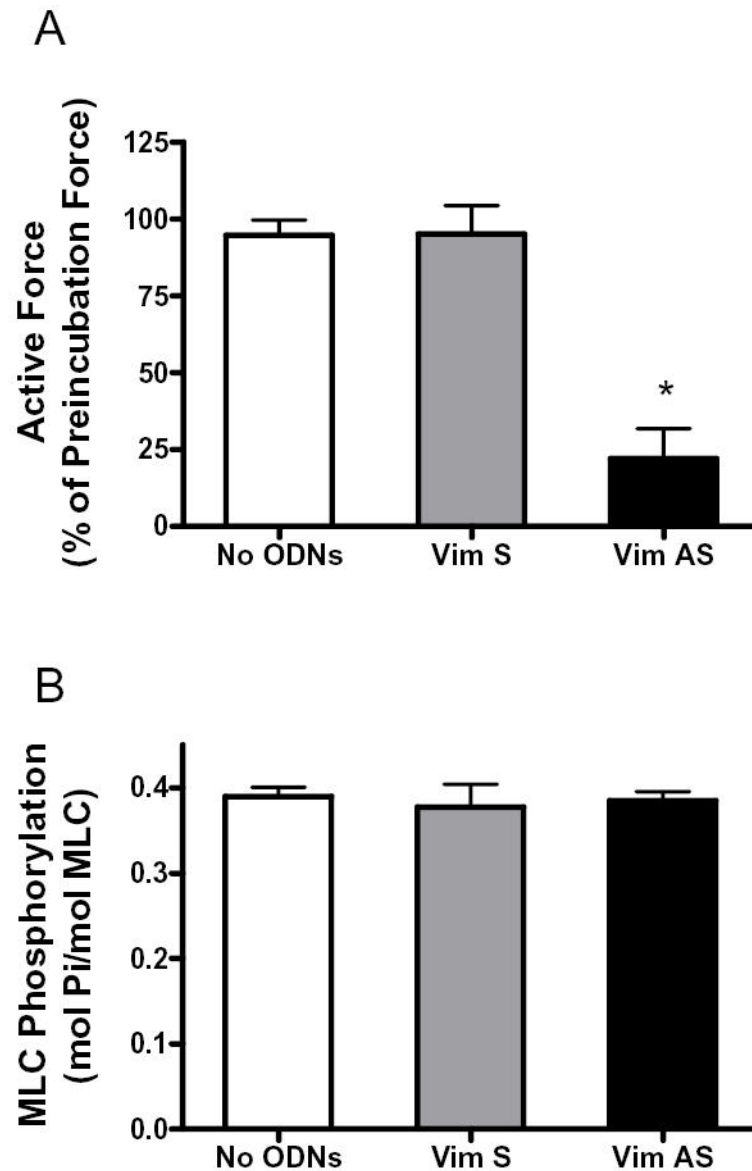 A
Active Force
(% of Preincubation Force)
125
100
75
50
25
0
*
No ODNs Vim S Vim AS
B
MLC Phosphorylation
(mol Pi/mol MLC)
0.4
0.3
0.2
0.1
0.0
No ODNs Vim S Vim AS